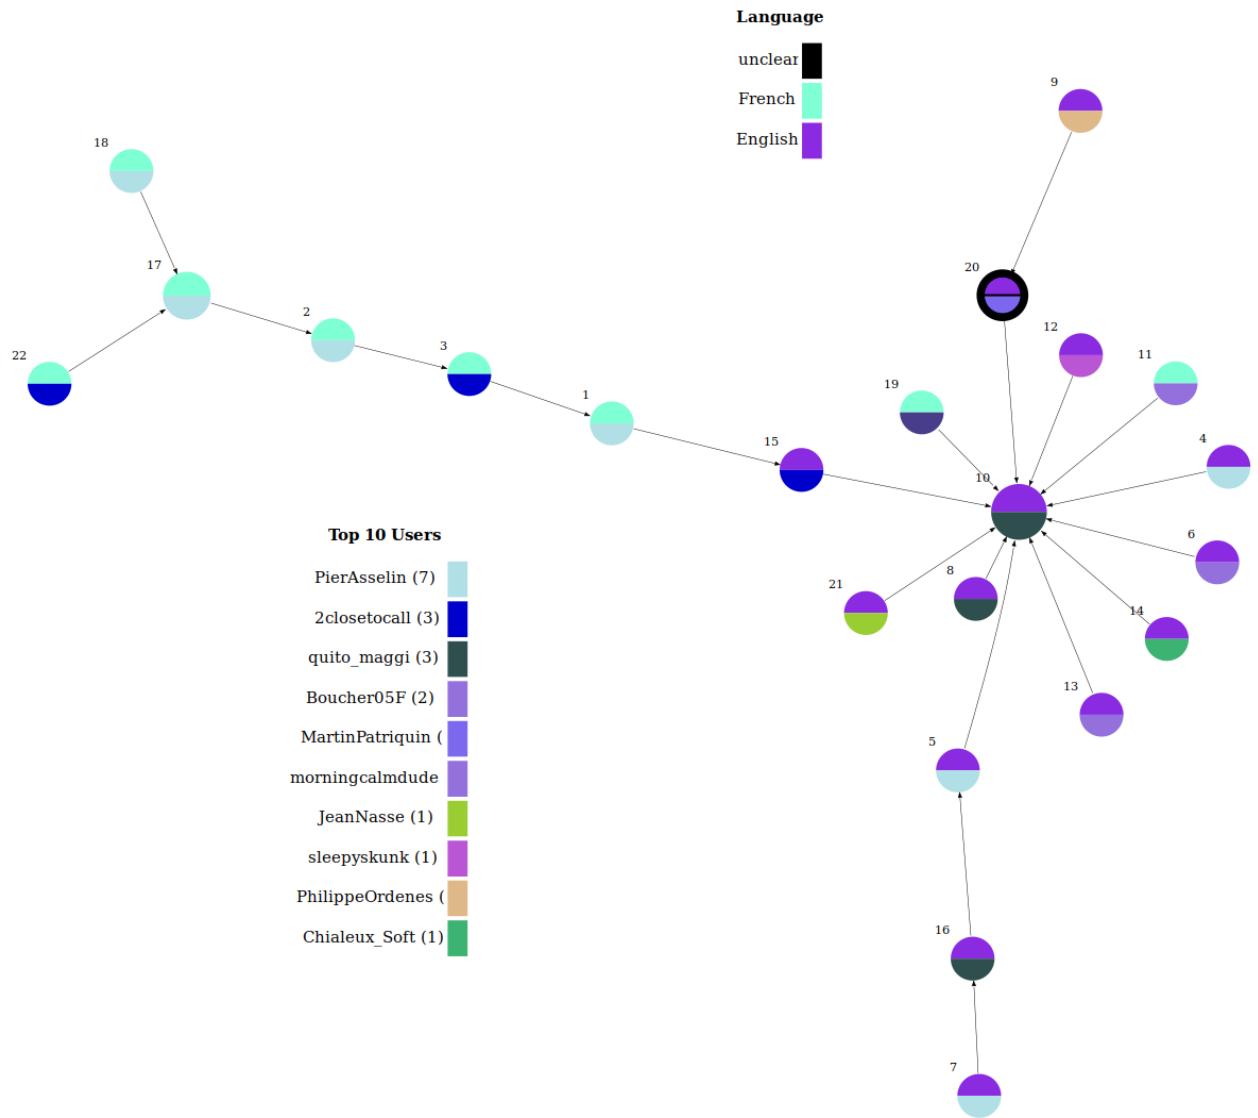 Language
unclear
French
English
9
18
17
20
2
12
22
3
11
19
1
4
15
10
6
Top 10 Users
PierAsselin (7)
8
21
2closetocall (3)
14
quito_maggi (3)
13
Boucher05F (2)
5
MartinPatriquin (
morningcalmdude
JeanNasse (1)
sleepyskunk (1)
PhilippeOrdenes (
16
Chialeux_Soft (1)
7